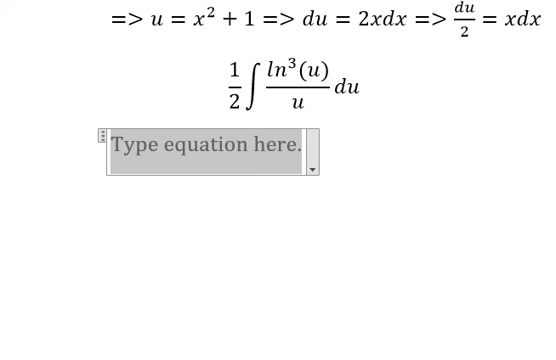 => u = x² + 1 => du = 2xdx => du/2 = xdx
1/2 ∫ ln³(u)/u du
Type equation here.